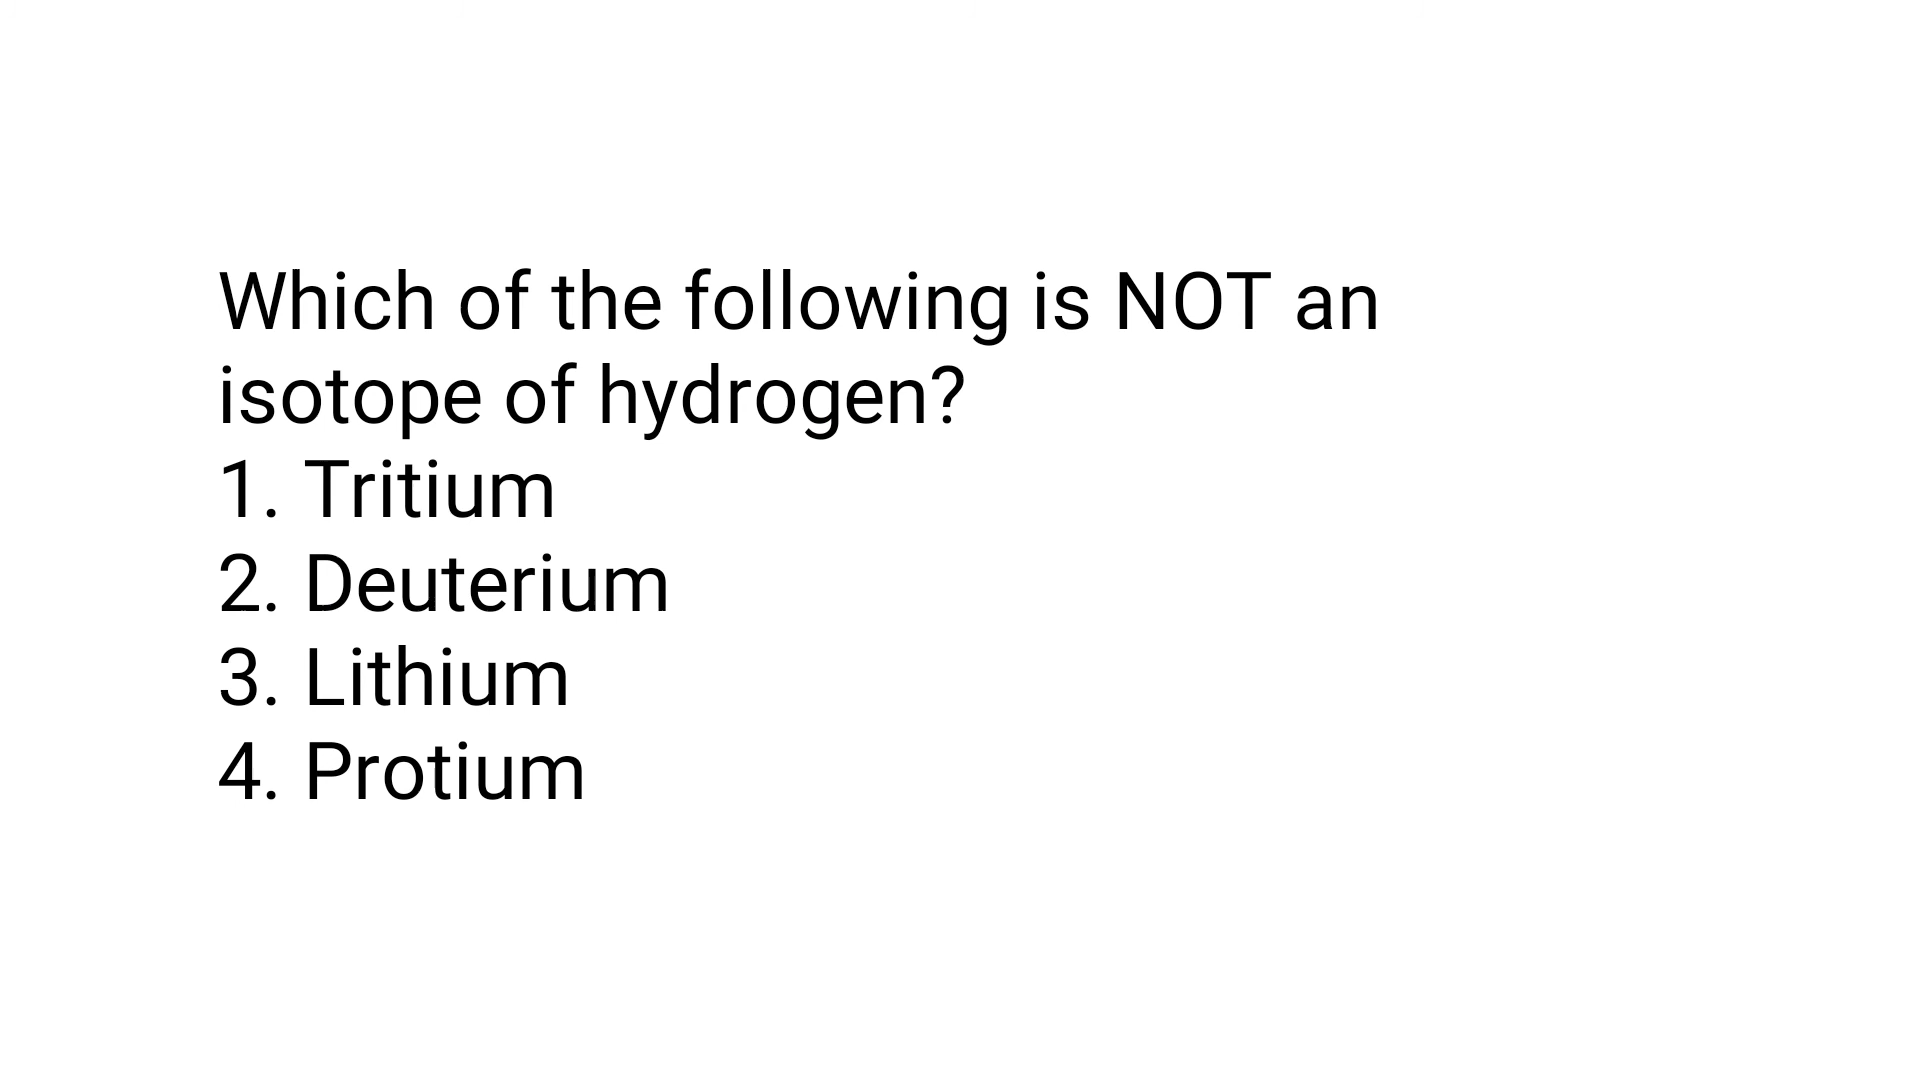 Which of the following is NOT an
isotope of hydrogen?
1. Tritium
2. Deuterium
3. Lithium
4. Protium